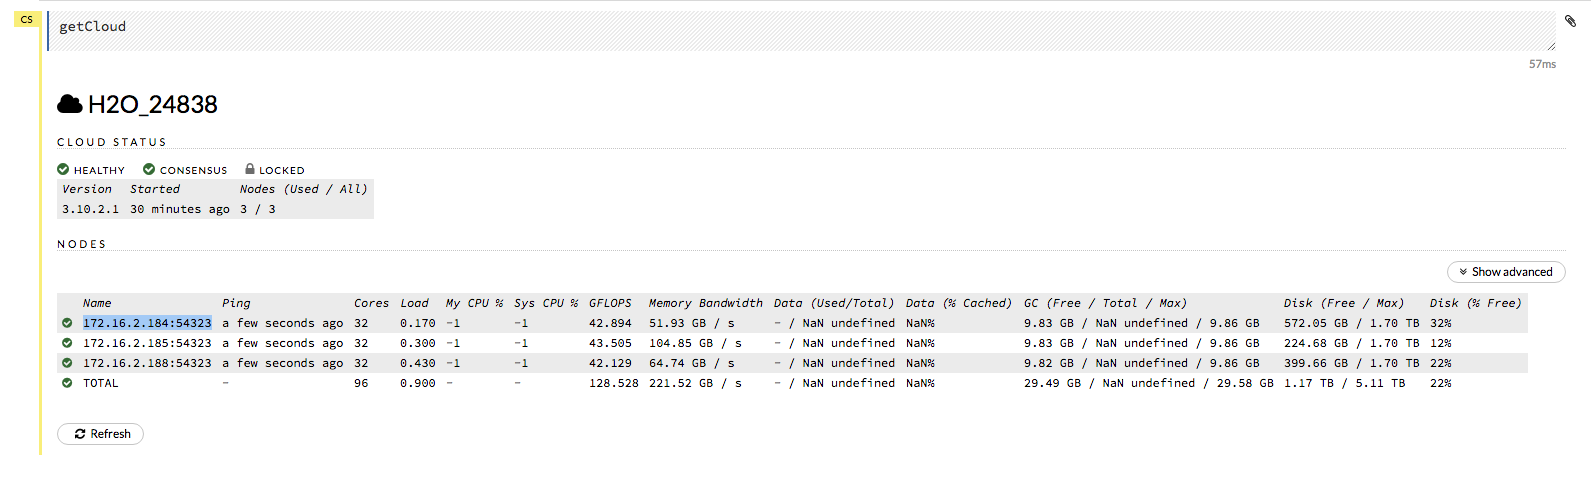 CS
getCloud
57ms
H2O_24838
CLOUD STATUS
HEALTHY CONSENSUS LOCKED
Version Started Nodes (Used / All)
3.10.2.1 30 minutes ago 3 / 3
NODES
Show advanced
Name Ping Cores Load My CPU % Sys CPU % GFLOPS Memory Bandwidth Data (Used/Total) Data (% Cached) GC (Free / Total / Max) Disk (Free / Max) Disk (% Free)
172.16.2.184:54323 a few seconds ago 32 0.170 -1 -1 42.894 51.93 GB / s - / NaN undefined NaN% 9.83 GB / NaN undefined / 9.86 GB 572.05 GB / 1.70 TB 32%
172.16.2.185:54323 a few seconds ago 32 0.300 -1 -1 43.505 104.85 GB / s - / NaN undefined NaN% 9.83 GB / NaN undefined / 9.86 GB 224.68 GB / 1.70 TB 12%
172.16.2.188:54323 a few seconds ago 32 0.430 -1 -1 42.129 64.74 GB / s - / NaN undefined NaN% 9.82 GB / NaN undefined / 9.86 GB 399.66 GB / 1.70 TB 22%
TOTAL - 96 0.900 - - 128.528 221.52 GB / s - / NaN undefined NaN% 29.49 GB / NaN undefined / 29.58 GB 1.17 TB / 5.11 TB 22%
Refresh